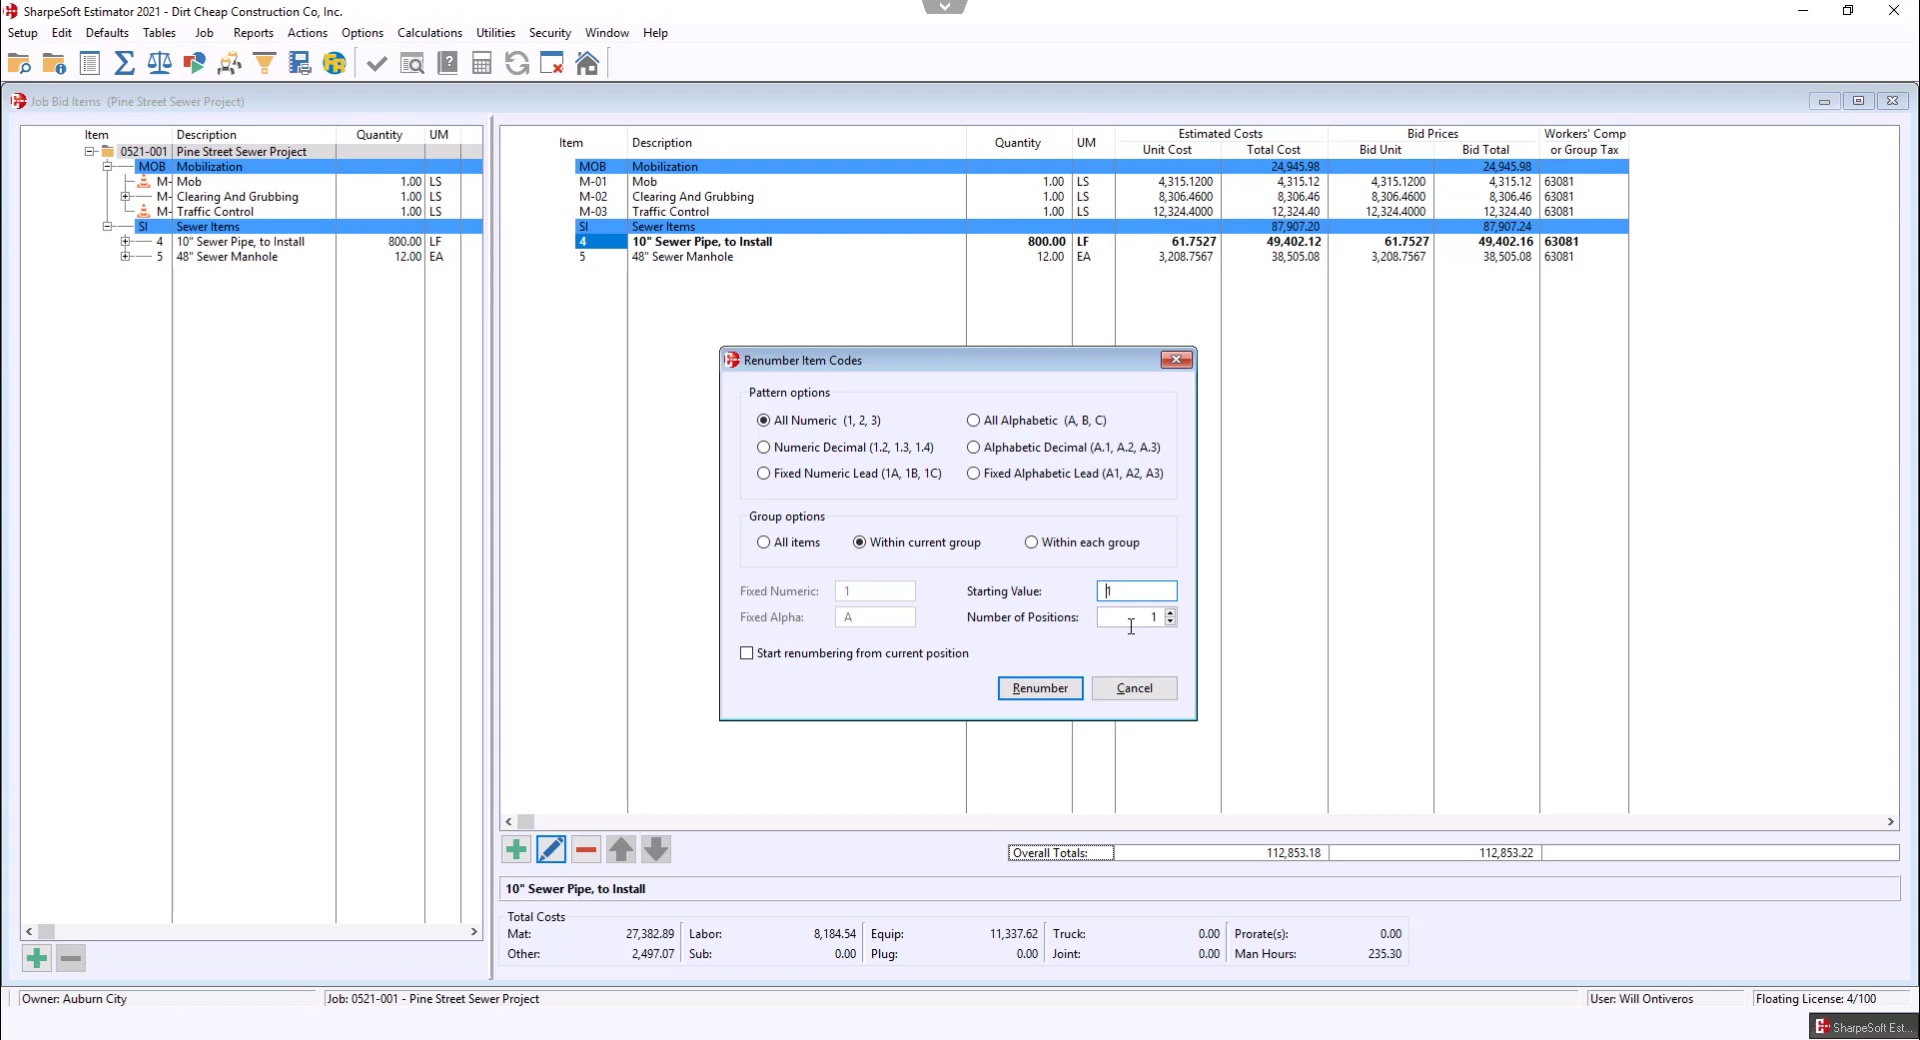 SharpeSoft Estimator 2021 - Dirt Cheap Construction Co, Inc.
Setup Edit Defaults Tables Job Reports Actions Options Calculations Utilities Security Window Help
Job Bid Items (Pine Street Sewer Project)
Item Description Quantity UM
0521-001 Pine Street Sewer Project
MOB Mobilization
M- Mob 1.00 LS
M- Clearing And Grubbing 1.00 LS
M- Traffic Control 1.00 LS
SI Sewer Items
4 10" Sewer Pipe, to Install 800.00 LF
5 48" Sewer Manhole 12.00 EA
Estimated Costs Bid Prices Workers' Comp
Item Description Quantity UM Unit Cost Total Cost Bid Unit Bid Total or Group Tax
MOB Mobilization 24,945.98 24,945.98
M-01 Mob 1.00 LS 4,315.1200 4,315.12 4,315.1200 4,315.12 63081
M-02 Clearing And Grubbing 1.00 LS 8,306.4600 8,306.46 8,306.4600 8,306.46 63081
M-03 Traffic Control 1.00 LS 12,324.4000 12,324.40 12,324.4000 12,324.40 63081
SI Sewer Items 87,907.20 87,907.24
4 10" Sewer Pipe, to Install 800.00 LF 61.7527 49,402.12 61.7527 49,402.16 63081
5 48" Sewer Manhole 12.00 EA 3,208.7567 38,505.08 3,208.7567 38,505.08 63081
Renumber Item Codes
Pattern options
All Numeric (1, 2, 3) All Alphabetic (A, B, C)
Numeric Decimal (1.2, 1.3, 1.4) Alphabetic Decimal (A.1, A.2, A.3)
Fixed Numeric Lead (1A, 1B, 1C) Fixed Alphabetic Lead (A1, A2, A3)
Group options
All items Within current group Within each group
Fixed Numeric: 1 Starting Value: 1
Fixed Alpha: A Number of Positions: 1
Start renumbering from current position
Renumber Cancel
Overall Totals: 112,853.18 112,853.22
10" Sewer Pipe, to Install
Total Costs
Mat: 27,382.89 Labor: 8,184.54 Equip: 11,337.62 Truck: 0.00 Prorate(s): 0.00
Other: 2,497.07 Sub: 0.00 Plug: 0.00 Joint: 0.00 Man Hours: 235.30
Owner: Auburn City Job: 0521-001 - Pine Street Sewer Project User: Will Ontiveros Floating License: 4/100
SharpeSoft Est...